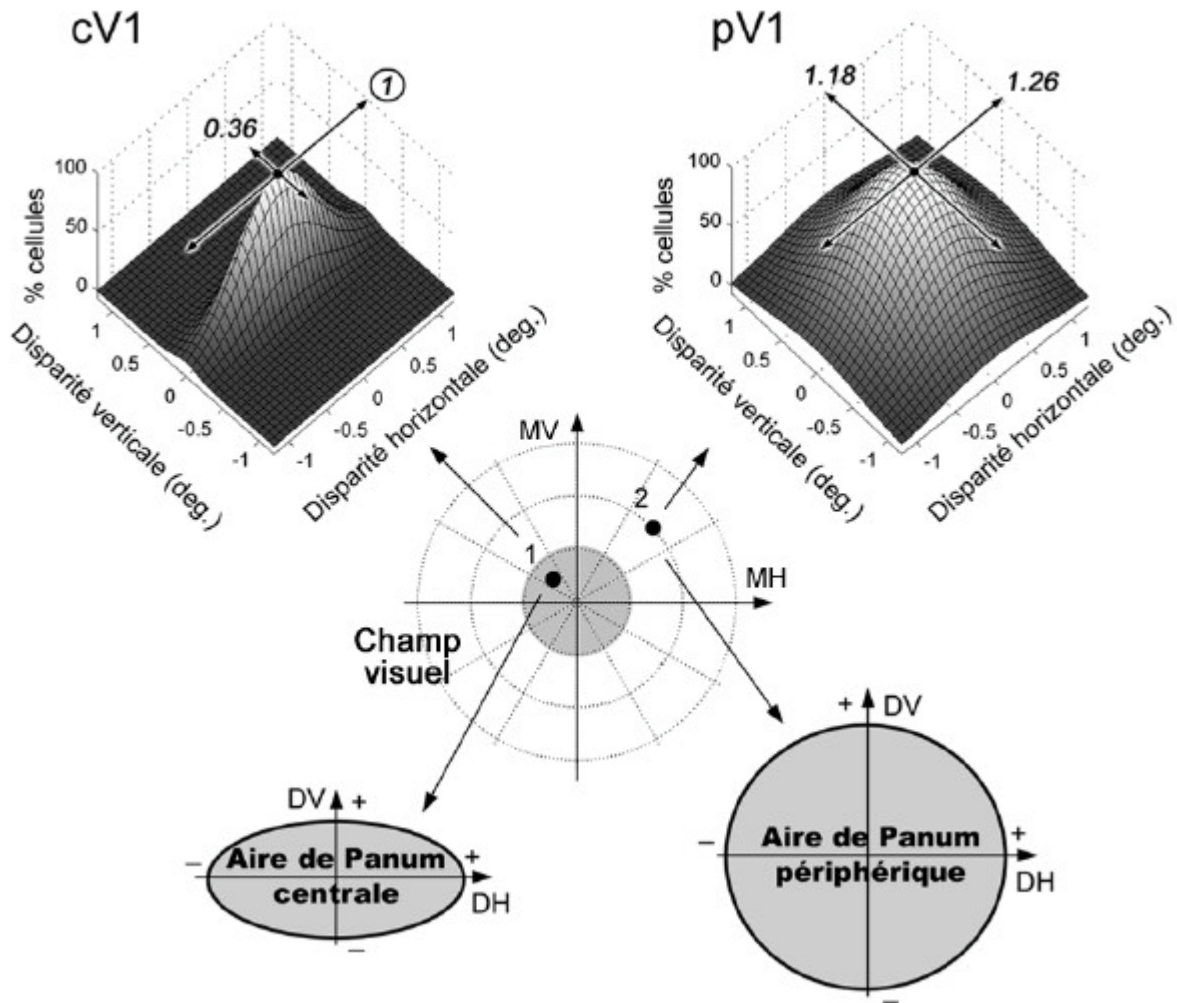 cV1
1
0.36
100
50
0
% cellules
1
0.5
0
-0.5
-1
Disparité verticale (deg.)
-1
-0.5
0
0.5
1
Disparité horizontale (deg.)
pV1
1.18
1.26
100
50
0
% cellules
1
0.5
0
-0.5
-1
Disparité verticale (deg.)
-1
-0.5
0
0.5
1
Disparité horizontale (deg.)
MV
2
1
MH
Champ
visuel
DV
+
–
+
Aire de Panum
centrale
DH
–
+
DV
–
+
Aire de Panum
périphérique
DH
–